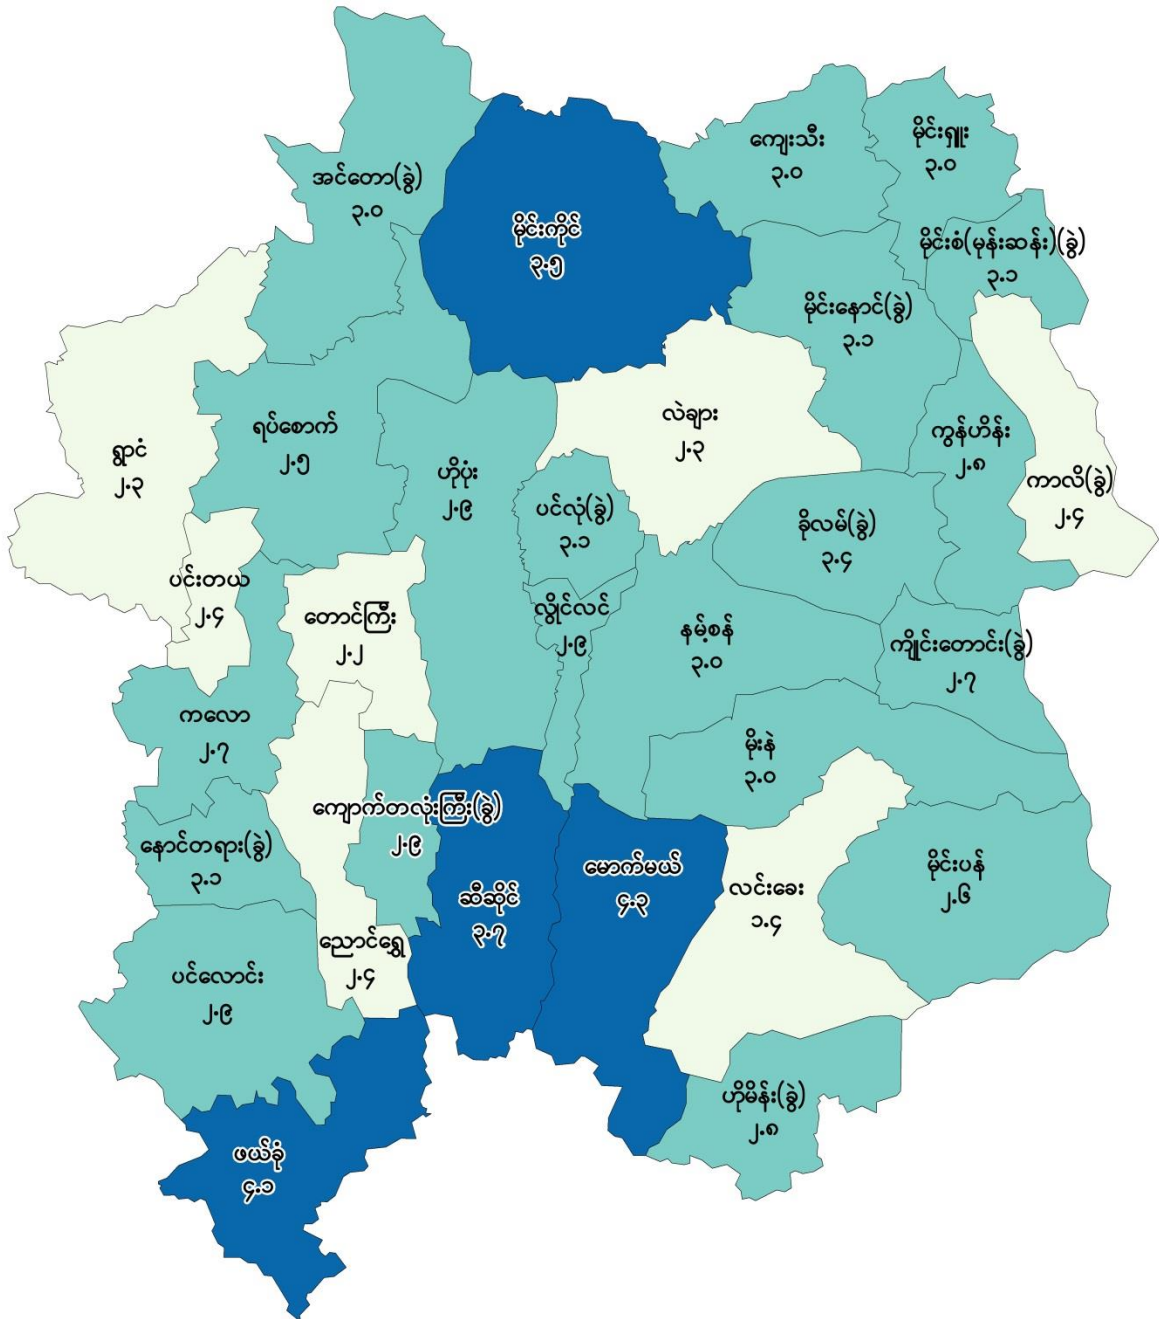 ကျေးသီး
၃.၀
မိုင်းရှူး
၃.၀
အင်တော(ခွဲ)
၃.၀
မိုင်းကိုင်
၃.၅
မိုင်းစံ(မုန်းဆန်း)(ခွဲ)
၃.၁
မိုင်းနောင်(ခွဲ)
၃.၁
ရွာငံ
၂.၃
ရပ်စောက်
၂.၅
ဟိုပုံး
၂.၉
လဲချား
၂.၃
ကွန်ဟိန်း
၂.၈
ကာလိ(ခွဲ)
၂.၄
ပင်လုံ(ခွဲ)
၃.၁
ခိုလမ်(ခွဲ)
၃.၄
ပင်းတယ
၂.၄
တောင်ကြီး
၂.၂
လွိုင်လင်
၂.၉
နမ့်စန်
၃.၀
ကျိုင်းတောင်း(ခွဲ)
၂.၇
ကလော
၂.၇
မိုးနဲ
၃.၀
ကျောက်တလုံးကြီး(ခွဲ)
၂.၉
နောင်တရား(ခွဲ)
၃.၁
ဆီဆိုင်
၃.၇
မောက်မယ်
၄.၃
လင်းခေး
၁.၄
မိုင်းပန်
၂.၆
ညောင်ရွှေ
၂.၄
ပင်လောင်း
၂.၉
ဟိုမိန်း(ခွဲ)
၂.၈
ဖယ်ခုံ
၄.၁